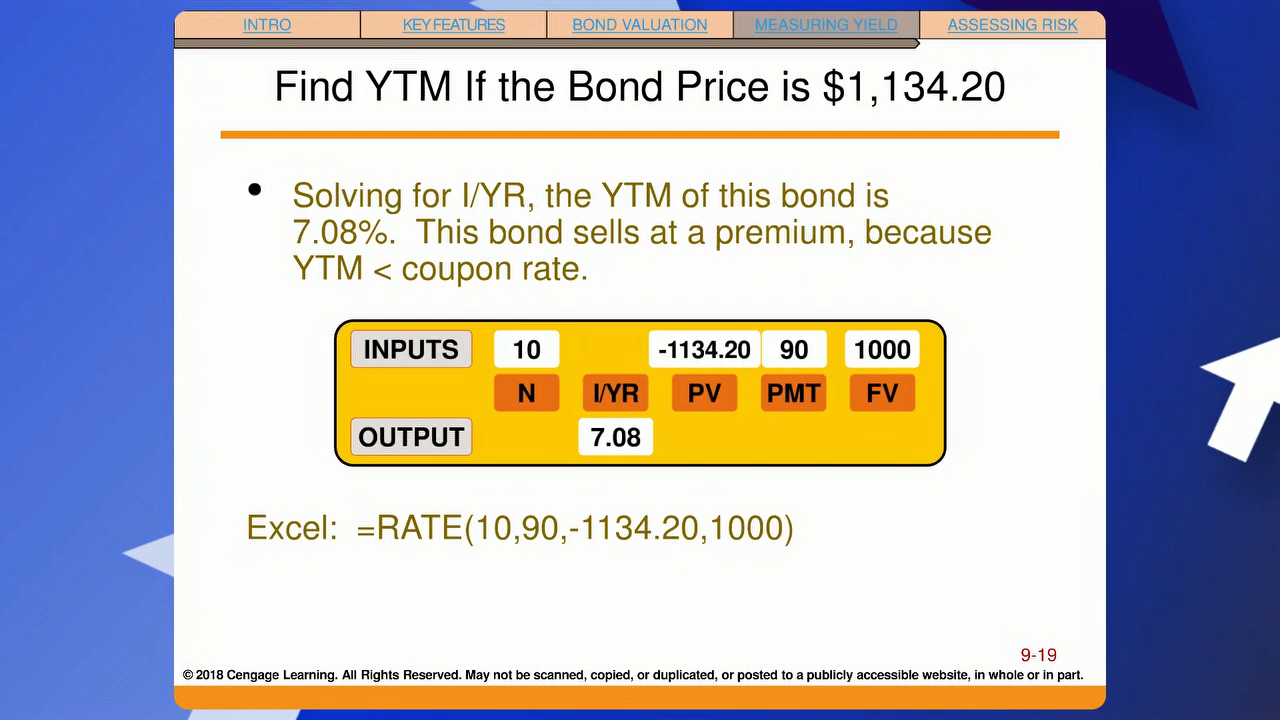 INTRO KEY FEATURES BOND VALUATION MEASURING YIELD ASSESSING RISK
Find YTM If the Bond Price is $1,134.20
• Solving for I/YR, the YTM of this bond is
7.08%. This bond sells at a premium, because
YTM < coupon rate.
INPUTS 10 -1134.20 90 1000
N I/YR PV PMT FV
OUTPUT 7.08
Excel: =RATE(10,90,-1134.20,1000)
9-19
© 2018 Cengage Learning. All Rights Reserved. May not be scanned, copied, or duplicated, or posted to a publicly accessible website, in whole or in part.